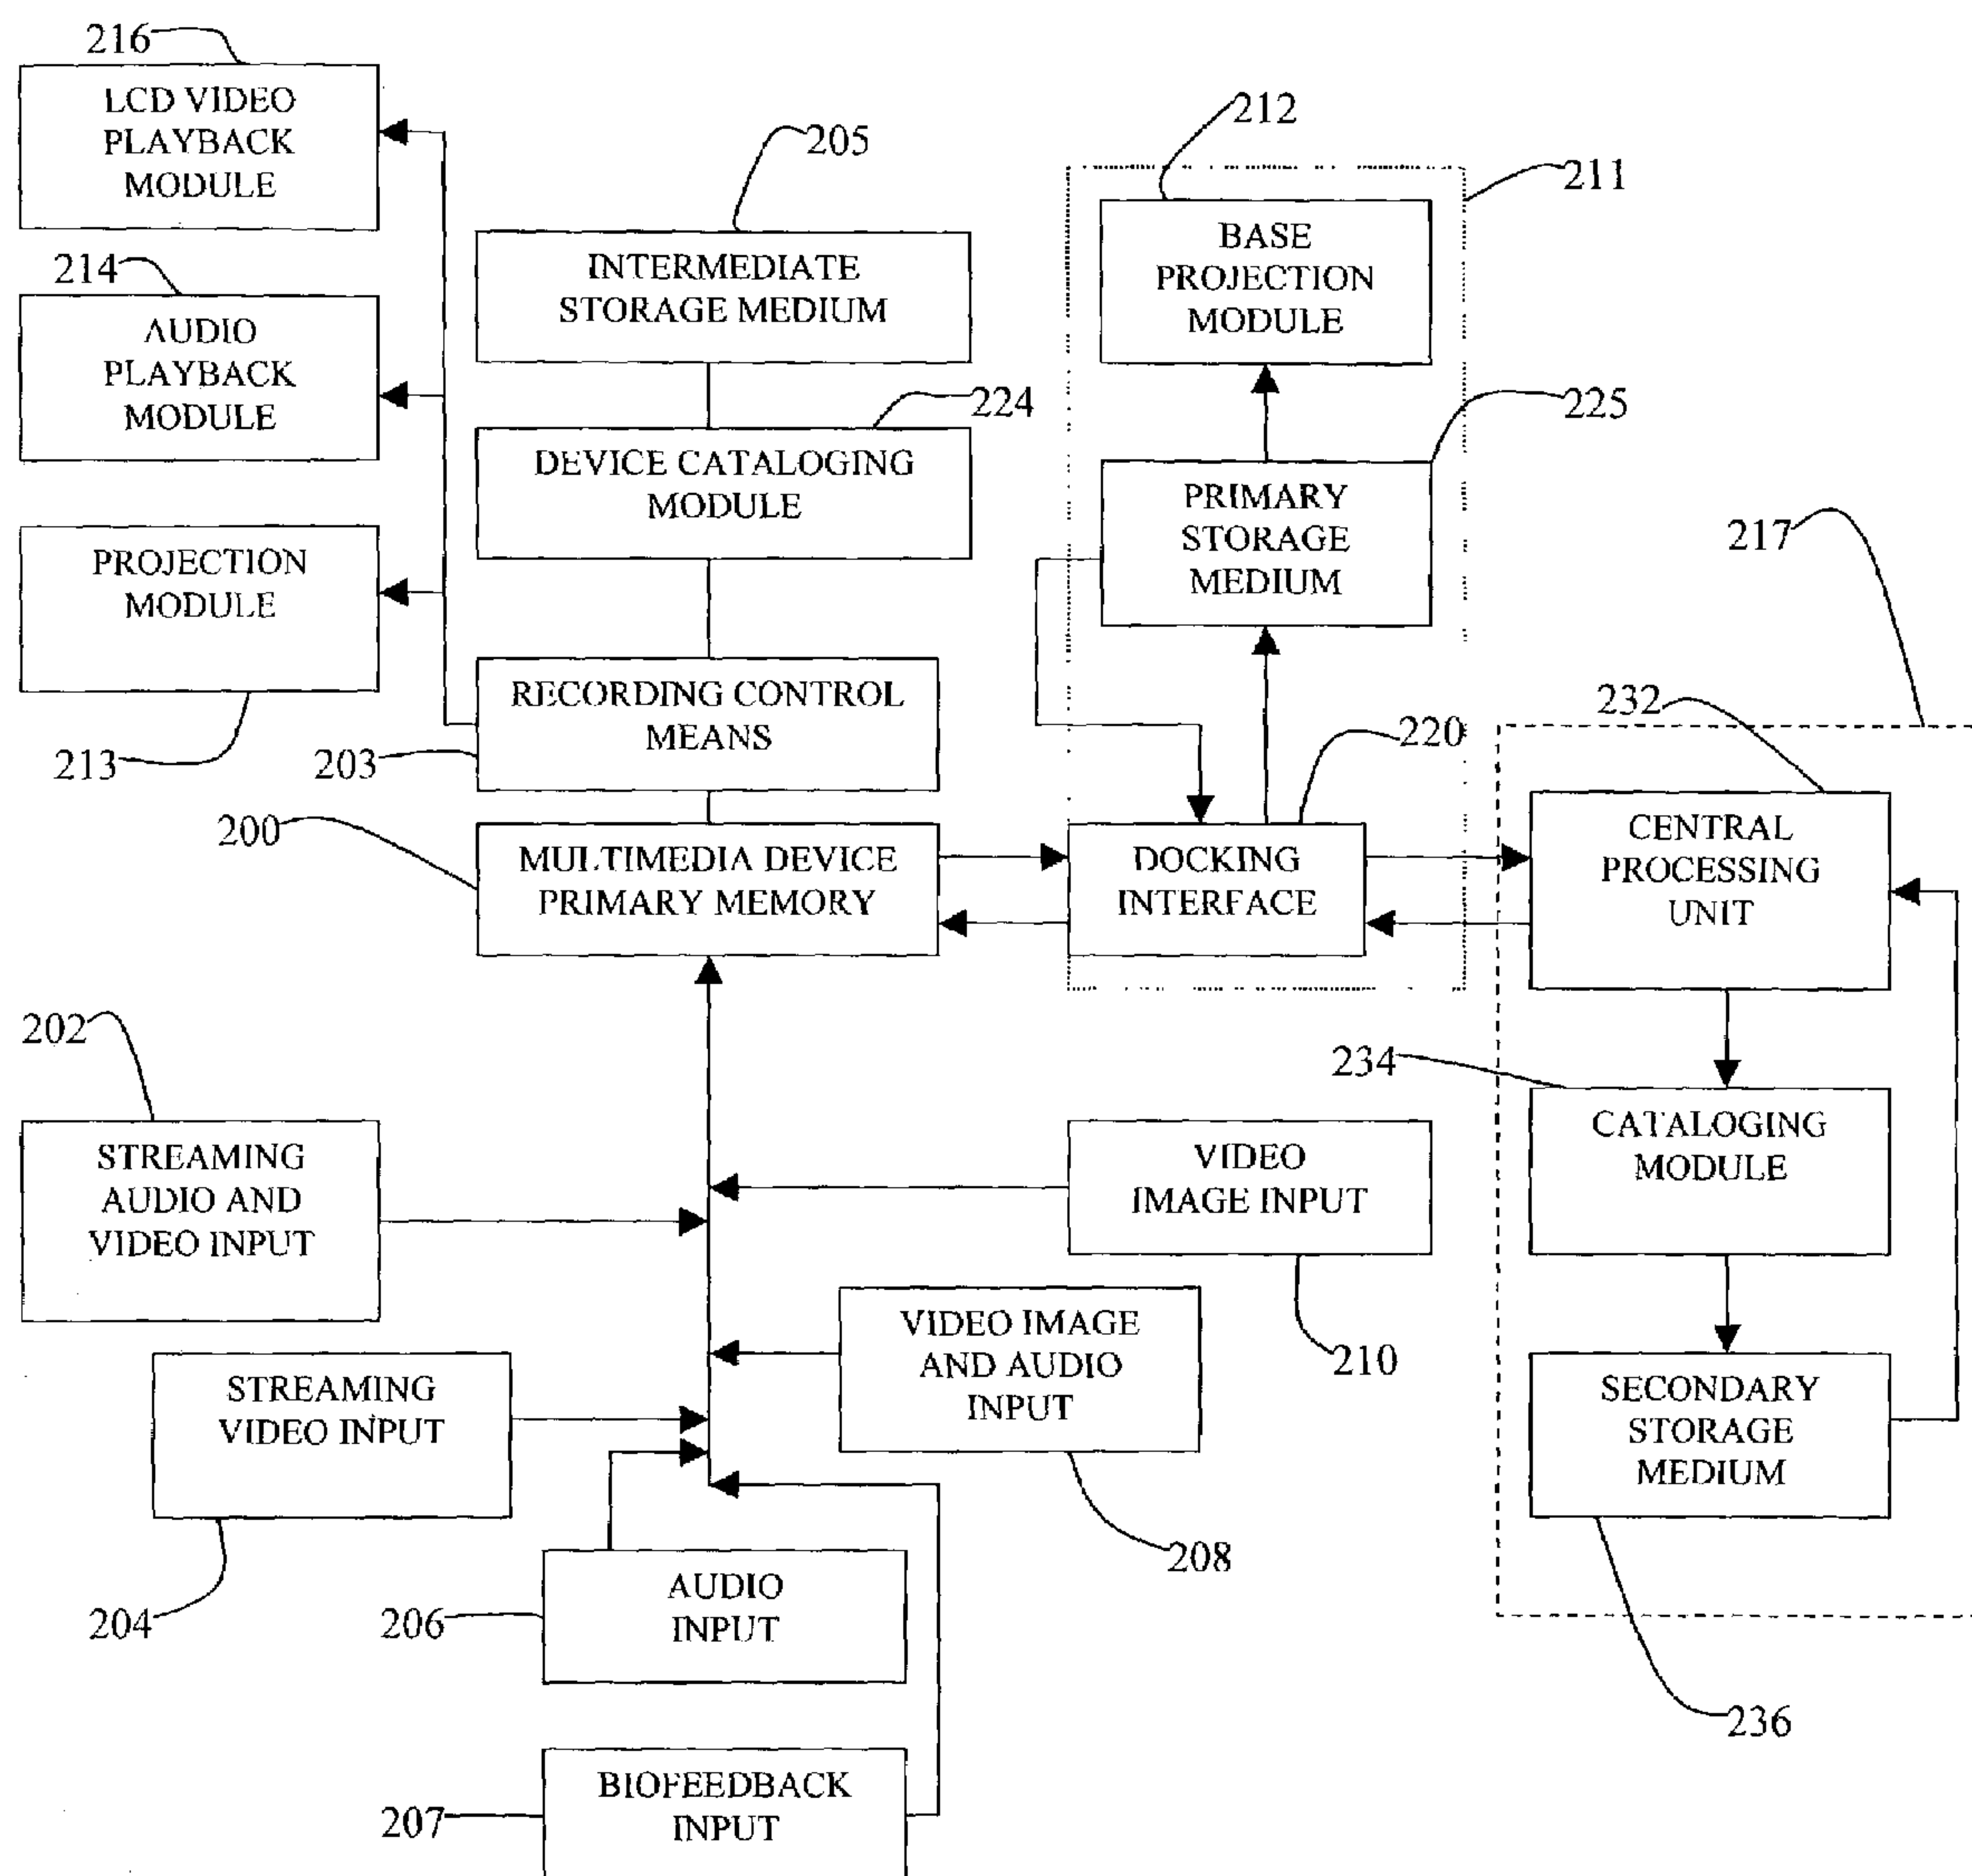 216
LCD VIDEO
PLAYBACK
MODULE
214
AUDIO
PLAYBACK
MODULE
PROJECTION
MODULE
213
205
INTERMEDIATE
STORAGE MEDIUM
224
DEVICE CATALOGING
MODULE
RECORDING CONTROL
MEANS
203
200
MULTIMEDIA DEVICE
PRIMARY MEMORY
212
211
BASE
PROJECTION
MODULE
225
PRIMARY
STORAGE
MEDIUM
220
DOCKING
INTERFACE
217
232
CENTRAL
PROCESSING
UNIT
234
CATALOGING
MODULE
SECONDARY
STORAGE
MEDIUM
236
202
STREAMING
AUDIO AND
VIDEO INPUT
VIDEO
IMAGE INPUT
210
STREAMING
VIDEO INPUT
204
VIDEO IMAGE
AND AUDIO
INPUT
208
AUDIO
INPUT
206
BIOFEEDBACK
INPUT
207